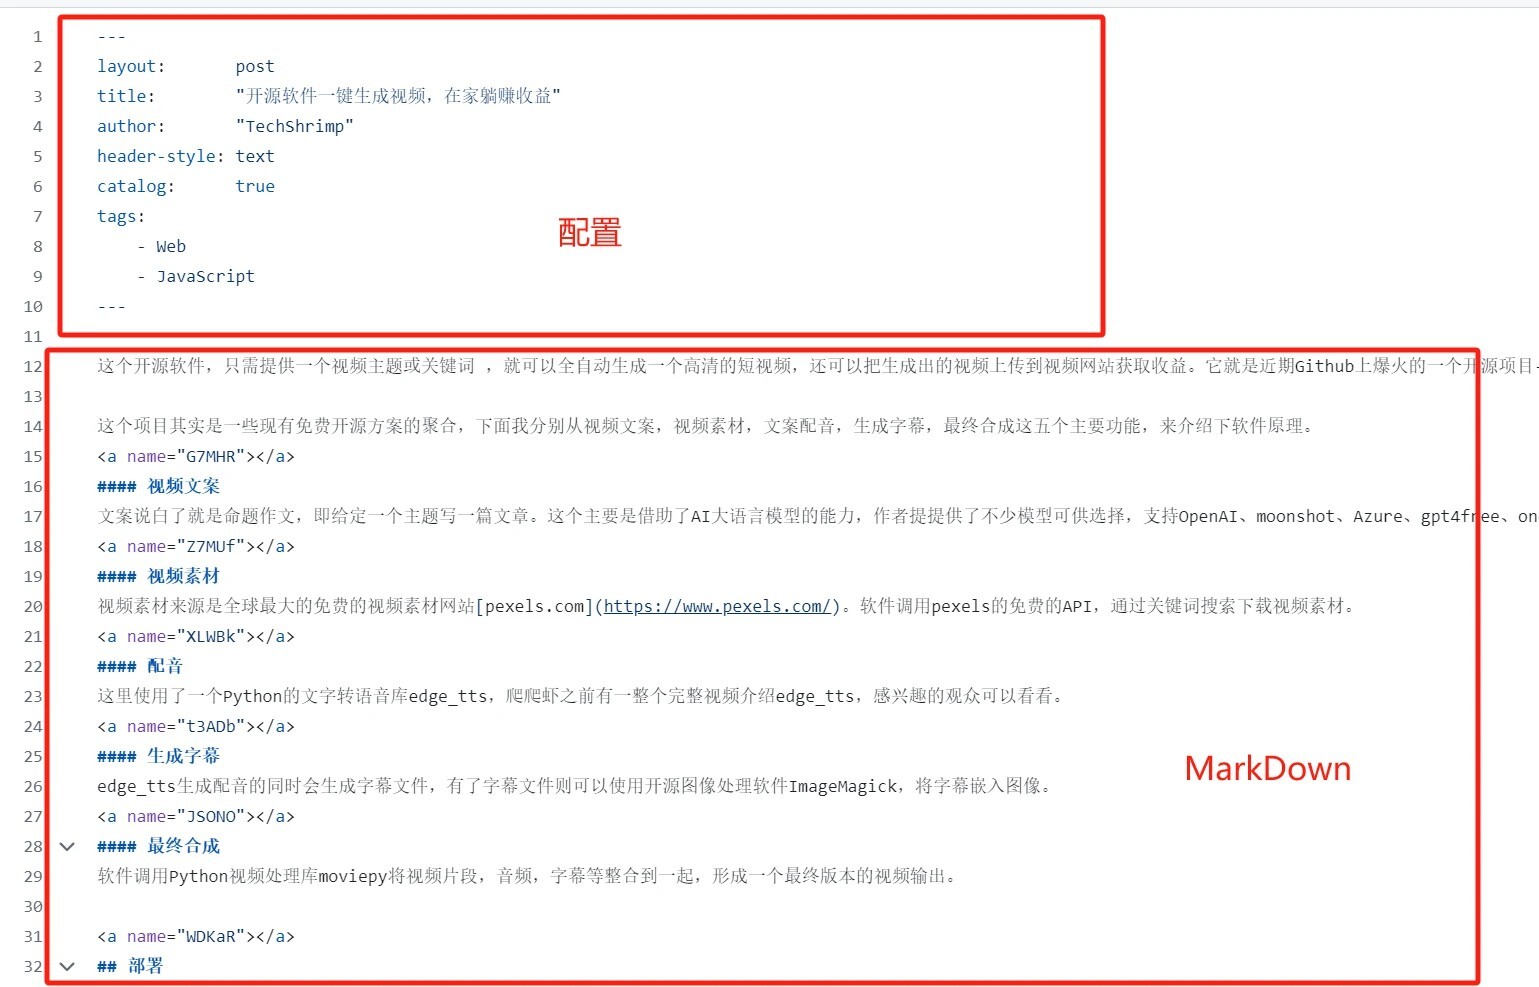 1 ---
2 layout: post
3 title: "开源软件一键生成视频，在家躺赚收益"
4 author: "TechShrimp"
5 header-style: text
6 catalog: true
7 tags:
配置
8 - Web
9 - JavaScript
10 ---
11
12 这个开源软件，只需提供一个视频主题或关键词 ，就可以全自动生成一个高清的短视频，还可以把生成出的视频上传到视频网站获取收益。它就是近期Github上爆火的一个开源项目-
13
14 这个项目其实是一些现有免费开源方案的聚合，下面我分别从视频文案，视频素材，文案配音，生成字幕，最终合成这五个主要功能，来介绍下软件原理。
15 <a name="G7MHR"></a>
16 #### 视频文案
17 文案说白了就是命题作文，即给定一个主题写一篇文章。这个主要是借助了AI大语言模型的能力，作者提提供了不少模型可供选择，支持OpenAI、moonshot、Azure、gpt4free、on
18 <a name="Z7MUf"></a>
19 #### 视频素材
20 视频素材来源是全球最大的免费的视频素材网站[pexels.com](https://www.pexels.com/)。软件调用pexels的免费的API，通过关键词搜索下载视频素材。
21 <a name="XLWBk"></a>
22 #### 配音
23 这里使用了一个Python的文字转语音库edge_tts，爬爬虾之前有一整个完整视频介绍edge_tts，感兴趣的观众可以看看。
24 <a name="t3ADb"></a>
25 #### 生成字幕
MarkDown
26 edge_tts生成配音的同时会生成字幕文件，有了字幕文件则可以使用开源图像处理软件ImageMagick，将字幕嵌入图像。
27 <a name="JSONO"></a>
28 #### 最终合成
29 软件调用Python视频处理库moviepy将视频片段，音频，字幕等整合到一起，形成一个最终版本的视频输出。
30
31 <a name="WDKaR"></a>
32 ## 部署